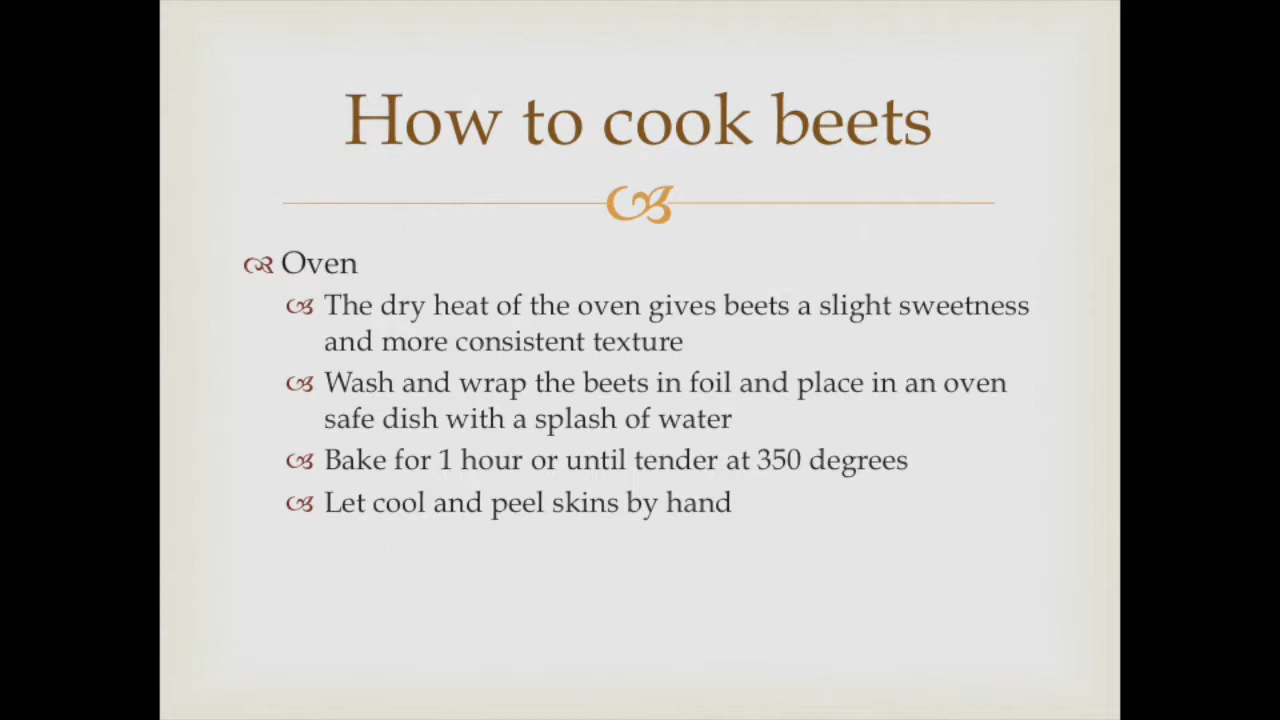 How to cook beets
Oven
The dry heat of the oven gives beets a slight sweetness
and more consistent texture
Wash and wrap the beets in foil and place in an oven
safe dish with a splash of water
Bake for 1 hour or until tender at 350 degrees
Let cool and peel skins by hand